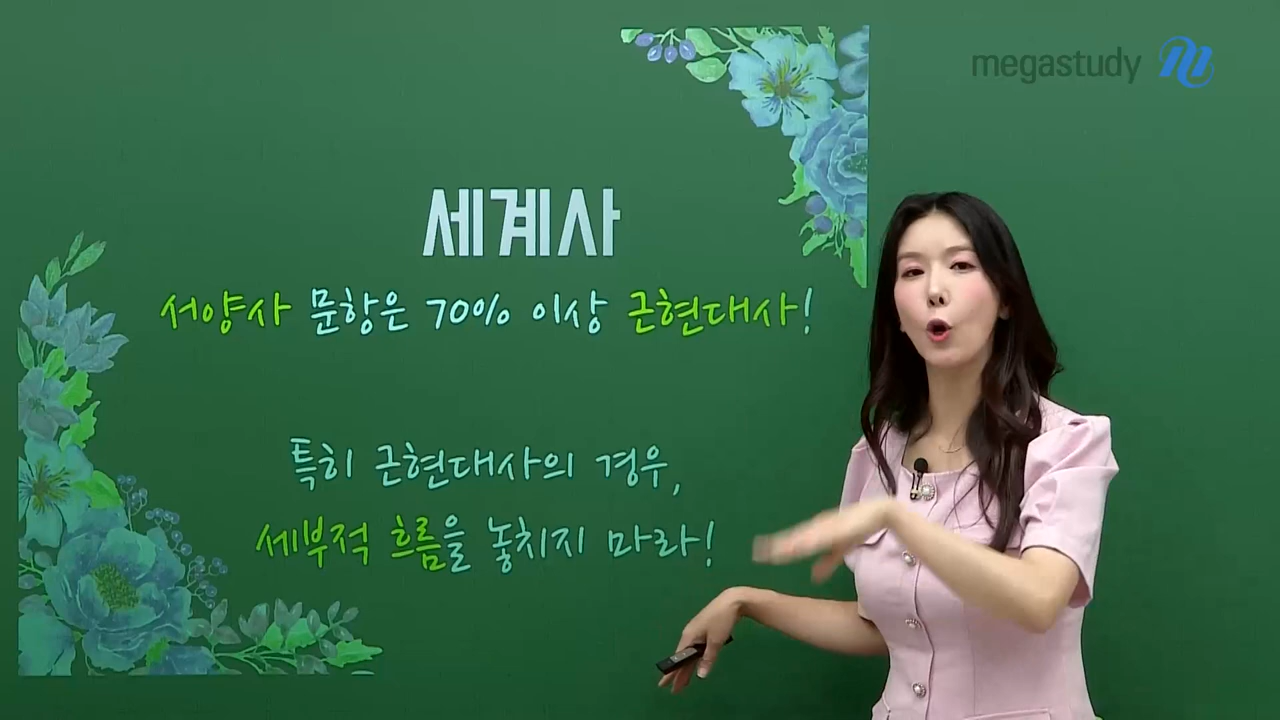 megastudy
세계사
서양사 문항은 70% 이상 근현대사!
특히 근현대사의 경우,
세부적 흐름을 놓치지 마라!